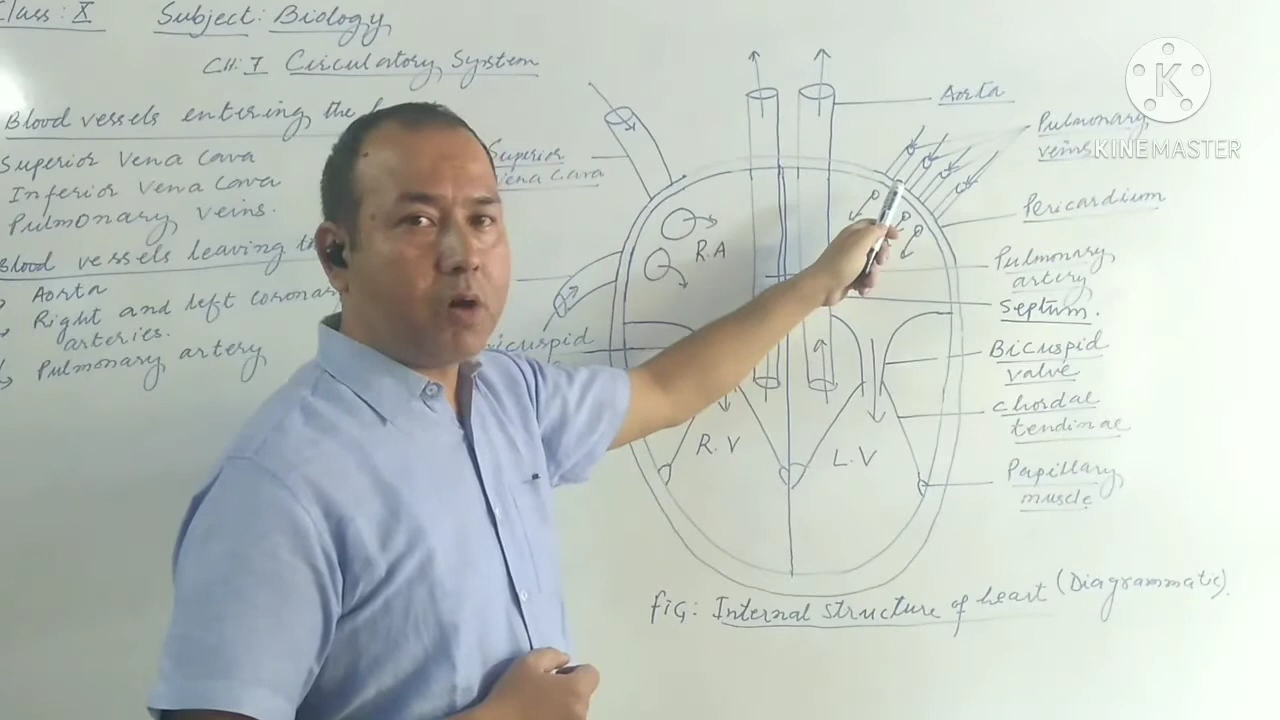 Class: X
Subject: Biology
CH: 7 Circulatory System
Blood vessels entering the
Superior Vena Cava
Inferior Vena Cava
Pulmonary veins.
Blood vessels leaving
Aorta
Right and left coronar
arteries.
Pulmonary artery
Superior
Vena Cava
icuspid
R.A
R.V
L.V
Aorta
Pulmonary
veins
Pericardium
Pulmonary
artery
Septum.
Bicuspid
valve
Chordae
tendinae
Papillary
muscle
fiG: Internal structure of heart (Diagrammatic).
K
KINEMASTER